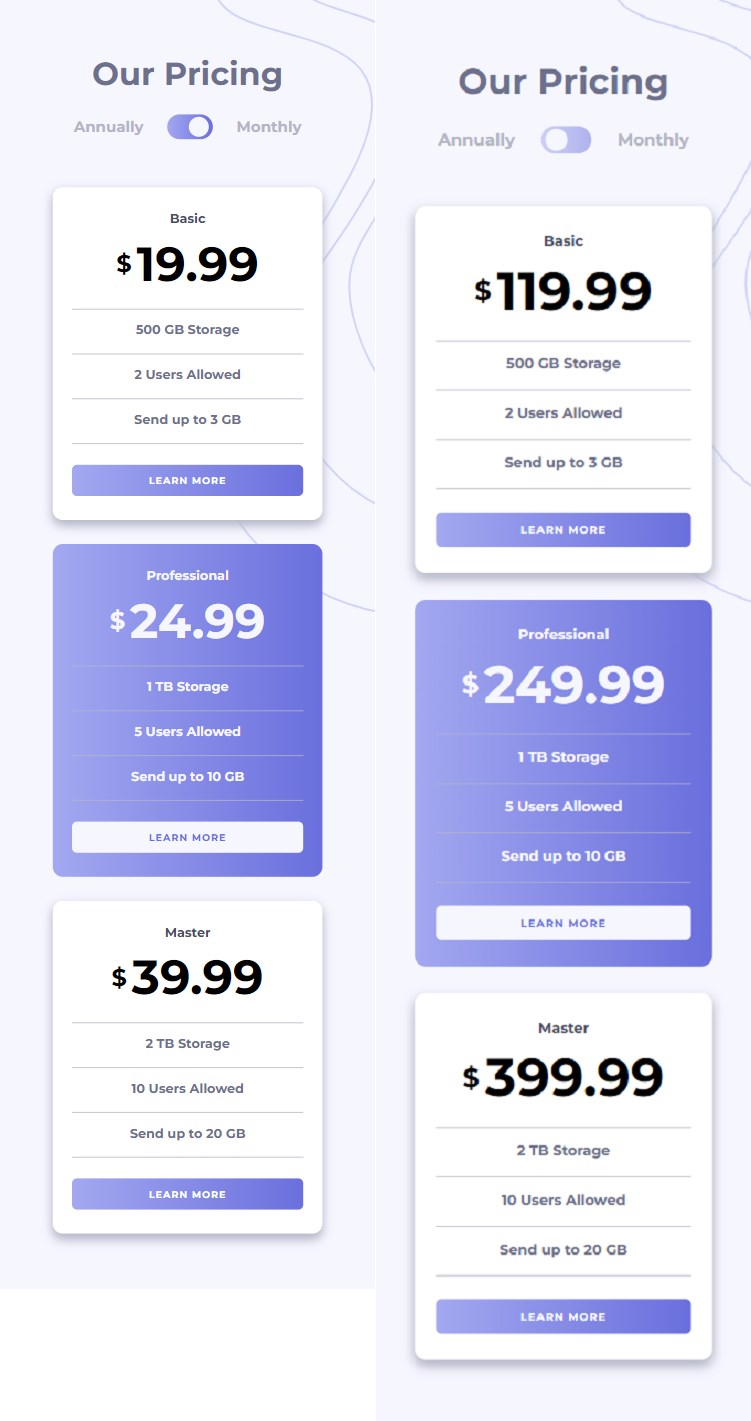 Our Pricing
Annually Monthly
Basic
$19.99
500 GB Storage
2 Users Allowed
Send up to 3 GB
LEARN MORE
Professional
$24.99
1 TB Storage
5 Users Allowed
Send up to 10 GB
LEARN MORE
Master
$39.99
2 TB Storage
10 Users Allowed
Send up to 20 GB
LEARN MORE
Our Pricing
Annually Monthly
Basic
$119.99
500 GB Storage
2 Users Allowed
Send up to 3 GB
LEARN MORE
Professional
$249.99
1 TB Storage
5 Users Allowed
Send up to 10 GB
LEARN MORE
Master
$399.99
2 TB Storage
10 Users Allowed
Send up to 20 GB
LEARN MORE